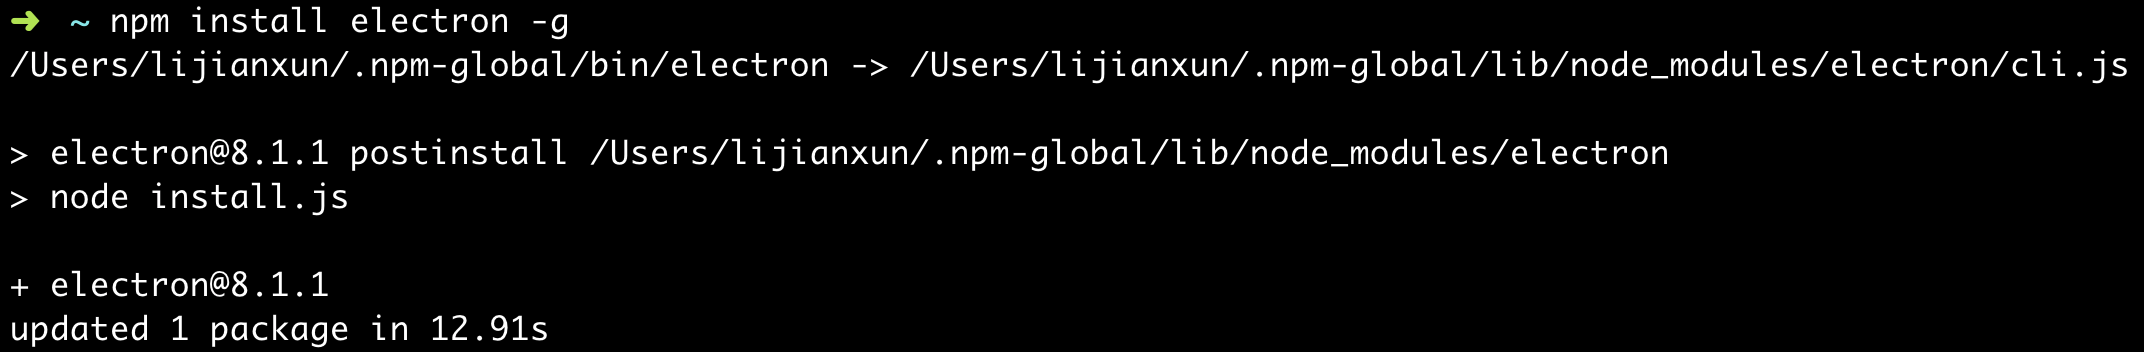 ➜ ~ npm install electron -g
/Users/lijianxun/.npm-global/bin/electron -> /Users/lijianxun/.npm-global/lib/node_modules/electron/cli.js
> electron@8.1.1 postinstall /Users/lijianxun/.npm-global/lib/node_modules/electron
> node install.js
+ electron@8.1.1
updated 1 package in 12.91s